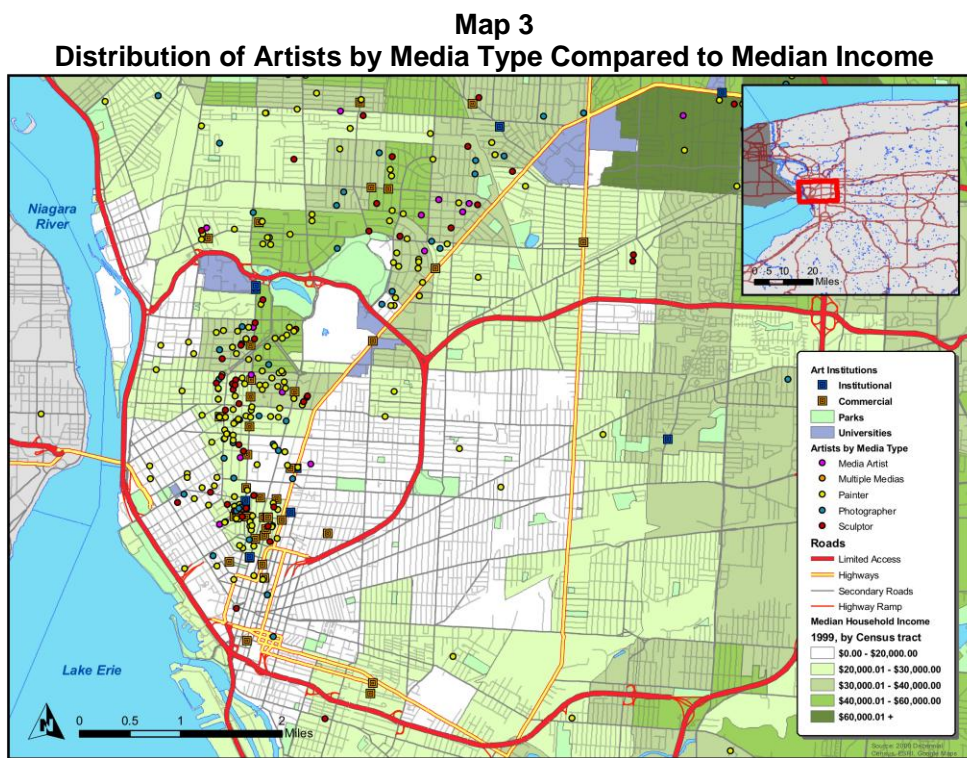 Map 3
Distribution of Artists by Media Type Compared to Median Income
Niagara
River
Lake Erie
N
0 0.5 1 2
Miles
0 5 10 20
Miles
Art Institutions
Institutional
Commercial
Parks
Universities
Artists by Media Type
Media Artist
Multiple Medias
Painter
Photographer
Sculptor
Roads
Limited Access
Highways
Secondary Roads
Highway Ramp
Median Household Income
1999, by Census tract
$0.00 - $20,000.00
$20,000.01 - $30,000.00
$30,000.01 - $40,000.00
$40,000.01 - $60,000.00
$60,000.01 +
Census, ESRI, Google Maps